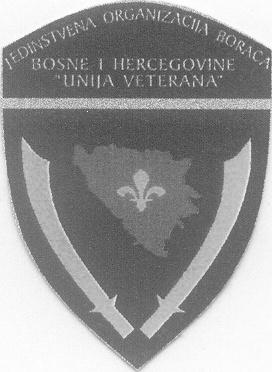 JEDINSTVENA ORGANIZACIJA BORACA
BOSNE I HERCEGOVINE
"UNIJA VETERANA"